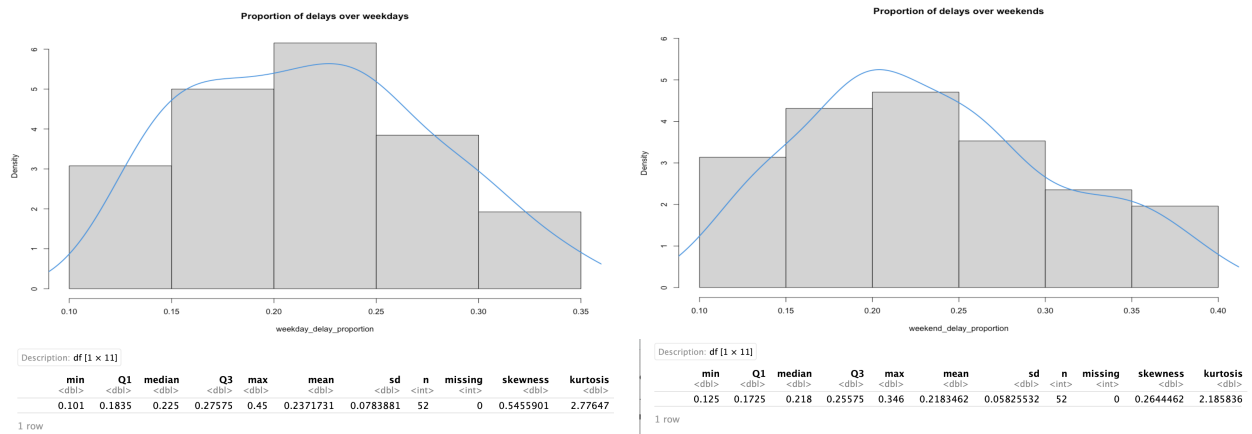 Proportion of delays over weekdays
Density
0 1 2 3 4 5 6
0.10 0.15 0.20 0.25 0.30 0.35
weekday_delay_proportion
Description: df [1 × 11]
min Q1 median Q3 max mean sd n missing skewness kurtosis
<dbl> <dbl> <dbl> <dbl> <dbl> <dbl> <dbl> <int> <int> <dbl> <dbl>
0.101 0.1835 0.225 0.27575 0.45 0.2371731 0.0783881 52 0 0.5455901 2.77647
1 row
Proportion of delays over weekends
Density
0 1 2 3 4 5 6
0.10 0.15 0.20 0.25 0.30 0.35 0.40
weekend_delay_proportion
Description: df [1 × 11]
min Q1 median Q3 max mean sd n missing skewness kurtosis
<dbl> <dbl> <dbl> <dbl> <dbl> <dbl> <dbl> <int> <int> <dbl> <dbl>
0.125 0.1725 0.218 0.25575 0.346 0.2183462 0.05825532 52 0 0.2644462 2.185836
1 row